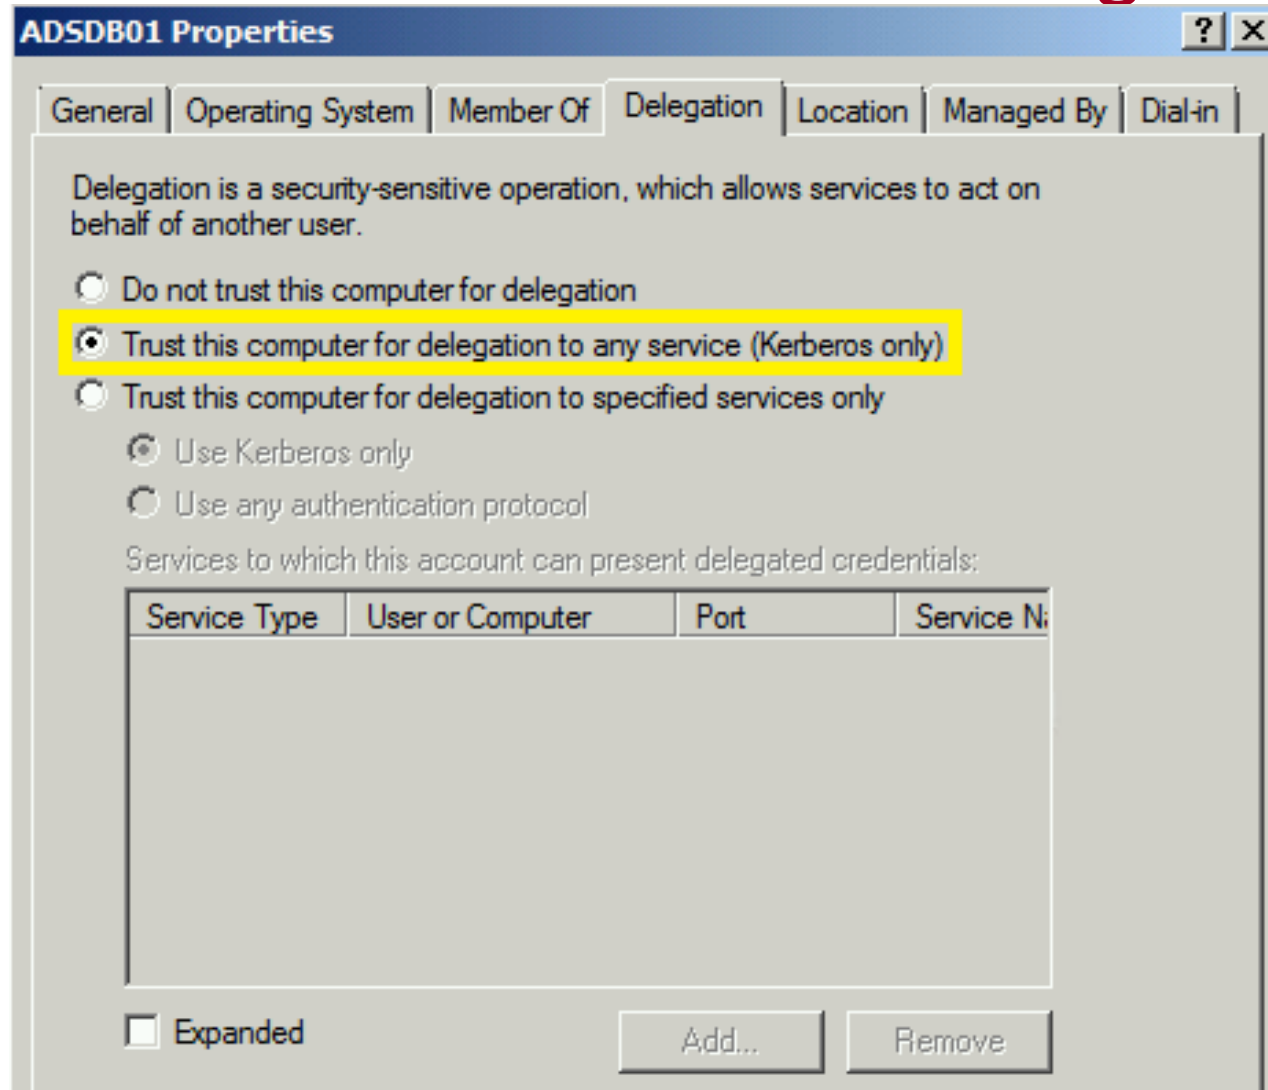 ADSDB01 Properties
? X
General Operating System Member Of Delegation Location Managed By Dial-in
Delegation is a security-sensitive operation, which allows services to act on
behalf of another user.
Do not trust this computer for delegation
Trust this computer for delegation to any service (Kerberos only)
Trust this computer for delegation to specified services only
Use Kerberos only
Use any authentication protocol
Services to which this account can present delegated credentials:
Service Type User or Computer Port Service
Expanded Add... Remove